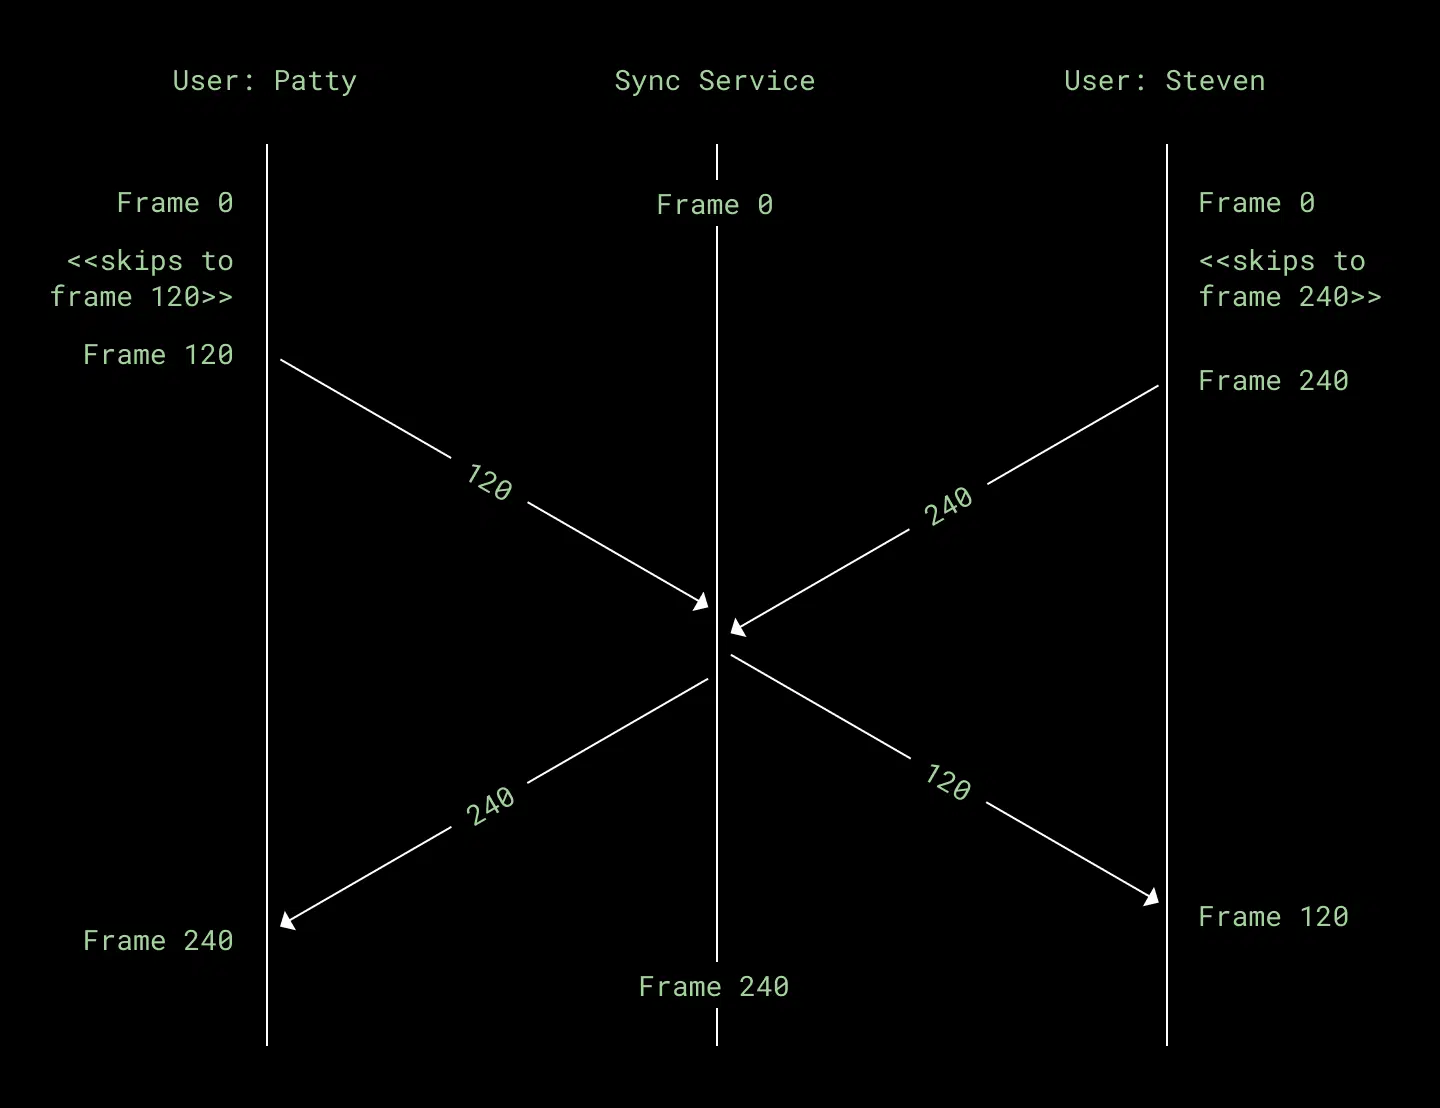 User: Patty
Sync Service
User: Steven
Frame 0
Frame 0
Frame 0
<<skips to
frame 120>>
<<skips to
frame 240>>
Frame 120
Frame 240
120
240
240
120
Frame 240
Frame 120
Frame 240